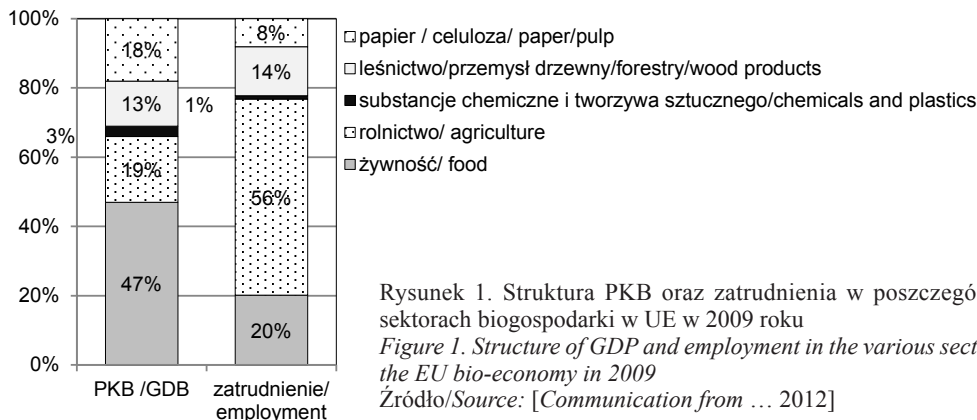 100%
80%
60%
40%
20%
0%
18%
13%
3%
19%
47%
8%
14%
1%
56%
20%
PKB /GDB
zatrudnienie/
employment
papier / celuloza/ paper/pulp
leśnictwo/przemysł drzewny/forestry/wood products
substancje chemiczne i tworzywa sztucznego/chemicals and plastics
rolnictwo/ agriculture
żywność/ food
Rysunek 1. Struktura PKB oraz zatrudnienia w poszczegó
sektorach biogospodarki w UE w 2009 roku
Figure 1. Structure of GDP and employment in the various sect
the EU bio-economy in 2009
Źródło/Source: [Communication from … 2012]